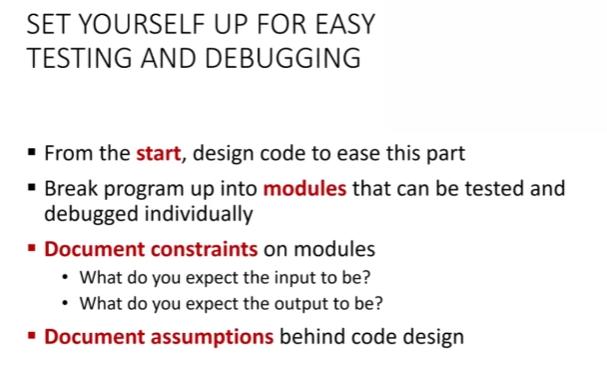 SET YOURSELF UP FOR EASY
TESTING AND DEBUGGING
▪ From the start, design code to ease this part
▪ Break program up into modules that can be tested and
debugged individually
▪ Document constraints on modules
• What do you expect the input to be?
• What do you expect the output to be?
▪ Document assumptions behind code design